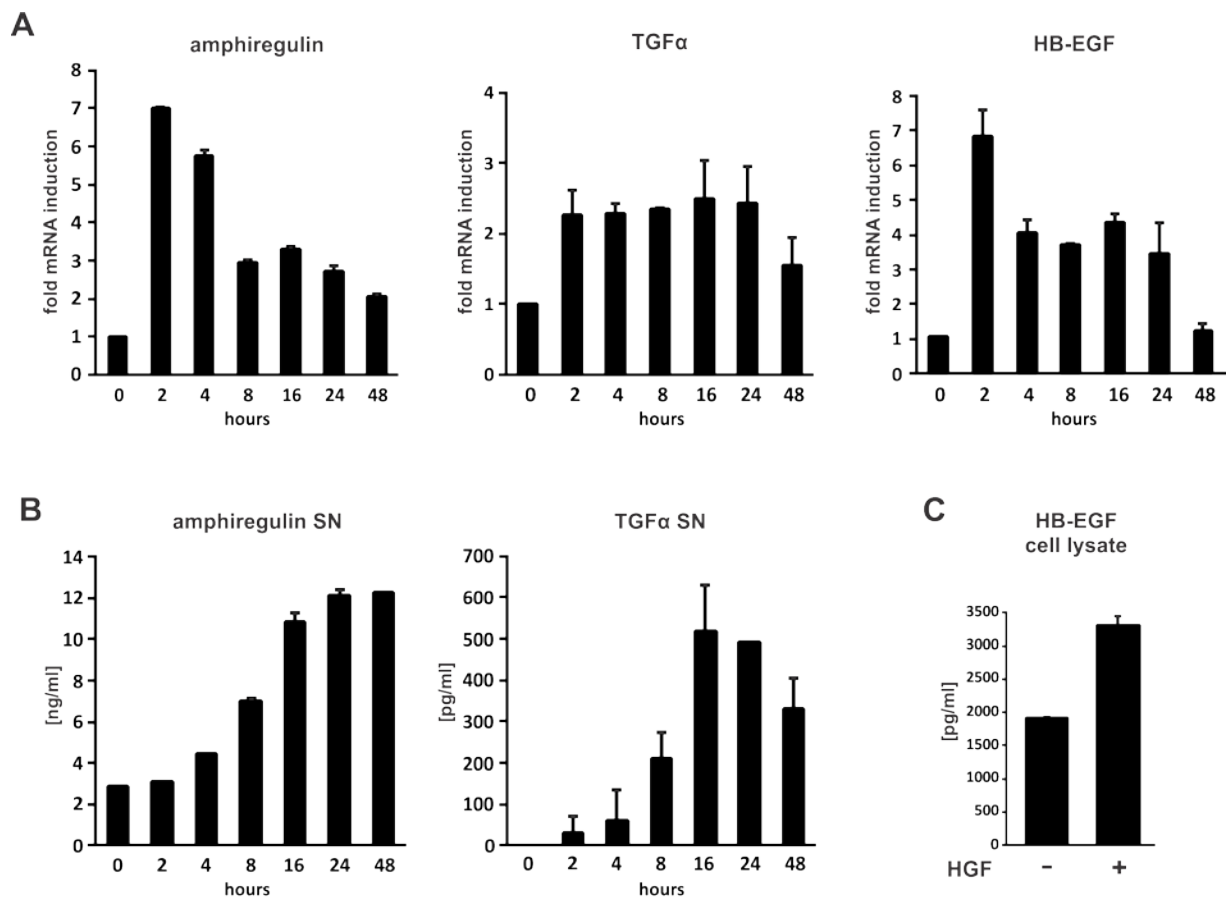 A
amphiregulin
TGFα
HB-EGF
fold mRNA induction
8
7
6
5
4
3
2
1
0
0 2 4 8 16 24 48
hours
fold mRNA induction
4
3
2
1
0
0 2 4 8 16 24 48
hours
fold mRNA induction
8
7
6
5
4
3
2
1
0
0 2 4 8 16 24 48
hours
B
amphiregulin SN
[ng/ml]
14
12
10
8
6
4
2
0
0 2 4 8 16 24 48
hours
TGFα SN
[pg/ml]
700
600
500
400
300
200
100
0
0 2 4 8 16 24 48
hours
C
HB-EGF
cell lysate
[pg/ml]
3500
3000
2500
2000
1500
1000
500
0
HGF - +